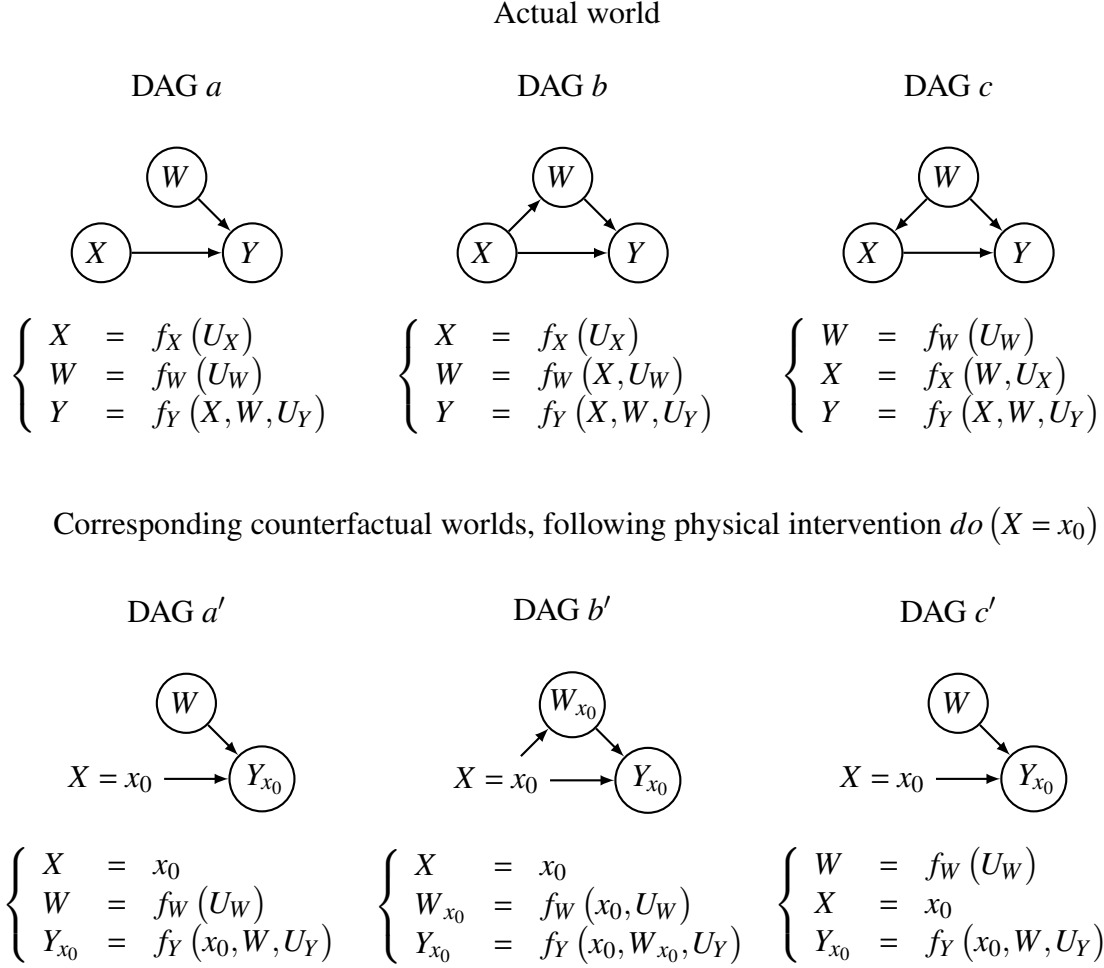 Actual world
DAG a DAG b DAG c
W W W
X Y X Y X Y
X = f_X (U_X) X = f_X (U_X) W = f_W (U_W)
W = f_W (U_W) W = f_W (X, U_W) X = f_X (W, U_X)
Y = f_Y (X, W, U_Y) Y = f_Y (X, W, U_Y) Y = f_Y (X, W, U_Y)
Corresponding counterfactual worlds, following physical intervention do (X = x_0)
DAG a′ DAG b′ DAG c′
W W_{x_0} W
X = x_0 Y_{x_0} X = x_0 Y_{x_0} X = x_0 Y_{x_0}
X = x_0 X = x_0 W = f_W (U_W)
W = f_W (U_W) W_{x_0} = f_W (x_0, U_W) X = x_0
Y_{x_0} = f_Y (x_0, W, U_Y) Y_{x_0} = f_Y (x_0, W_{x_0}, U_Y) Y_{x_0} = f_Y (x_0, W, U_Y)